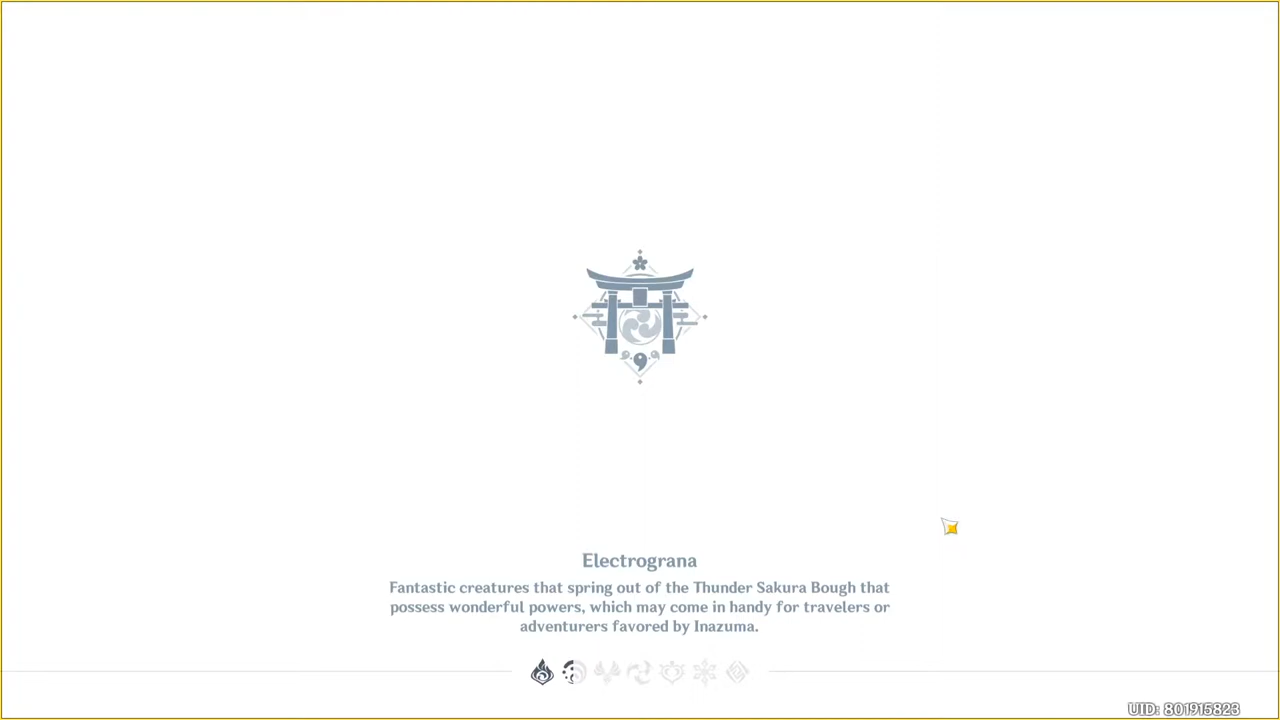 Electrograna
Fantastic creatures that spring out of the Thunder Sakura Bough that
possess wonderful powers, which may come in handy for travelers or
adventurers favored by Inazuma.
UID: 801915823